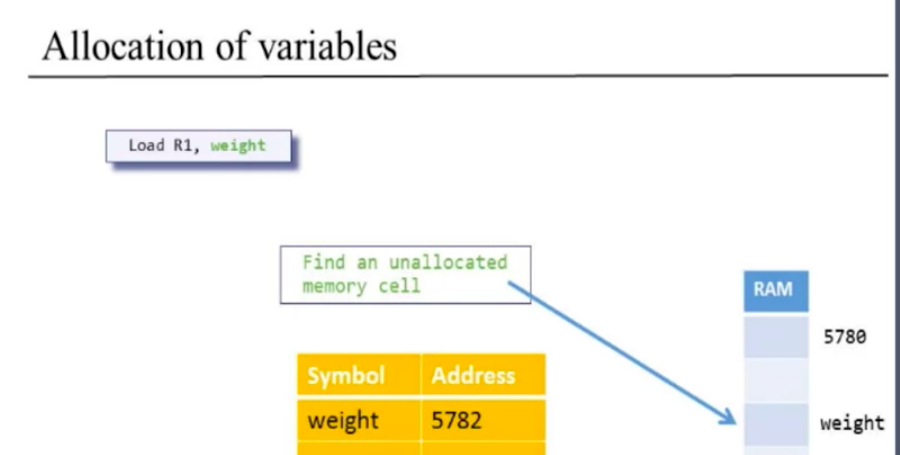 Allocation of variables
Load R1, weight
Find an unallocated
memory cell
RAM
5780
Symbol Address
weight 5782
weight